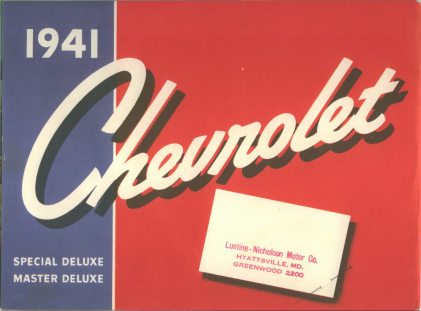 1941
Chevrolet
SPECIAL DELUXE
MASTER DELUXE
Lustine-Nicholson Motor Co.
HYATTSVILLE, MD.
GREENWOOD 2200